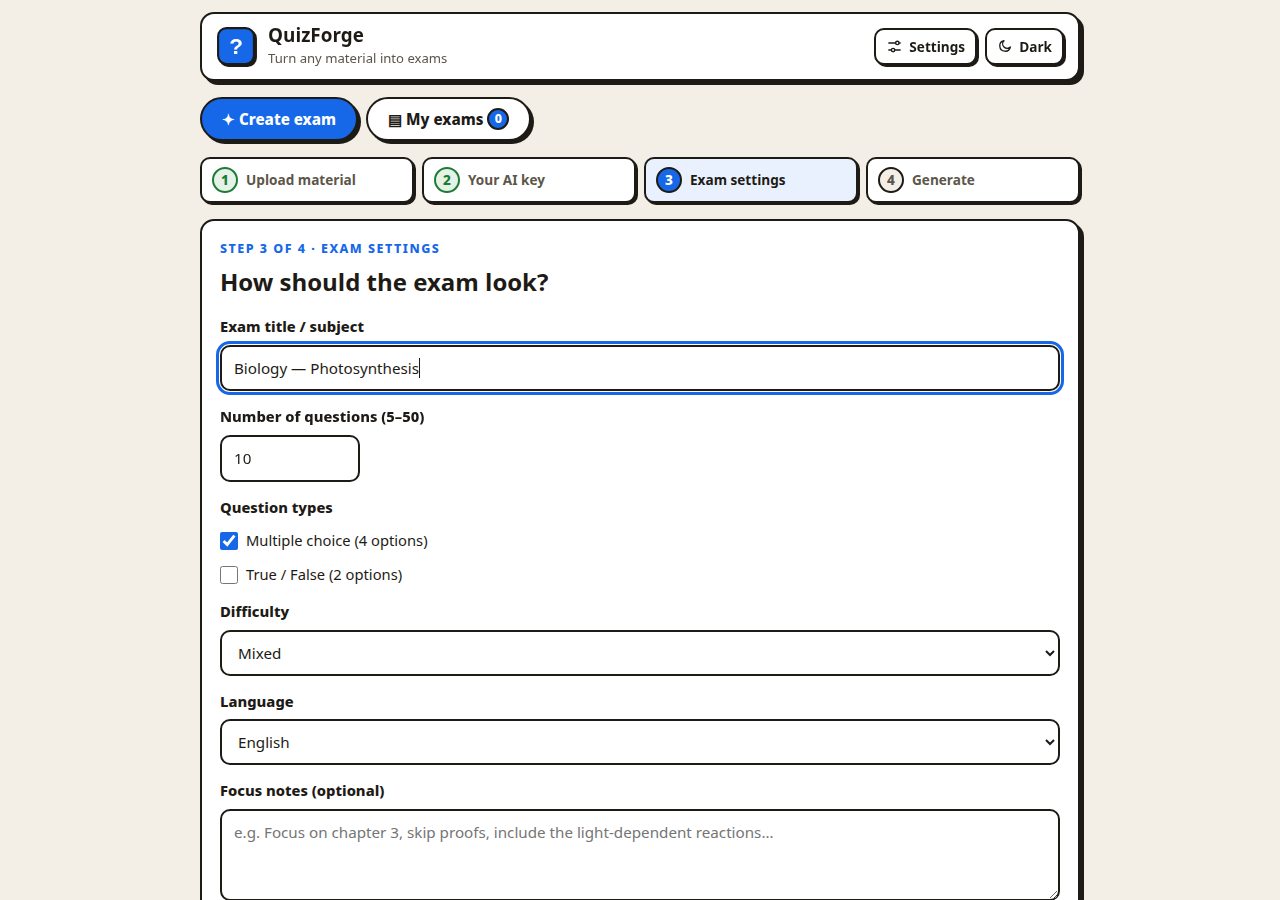 ?
QuizForge
Turn any material into exams
Settings
Dark
✦ Create exam
▤ My exams 0
1 Upload material
2 Your AI key
3 Exam settings
4 Generate
STEP 3 OF 4 · EXAM SETTINGS
How should the exam look?
Exam title / subject
Biology — Photosynthesis
Number of questions (5–50)
10
Question types
Multiple choice (4 options)
True / False (2 options)
Difficulty
Mixed
Language
English
Focus notes (optional)
e.g. Focus on chapter 3, skip proofs, include the light-dependent reactions...